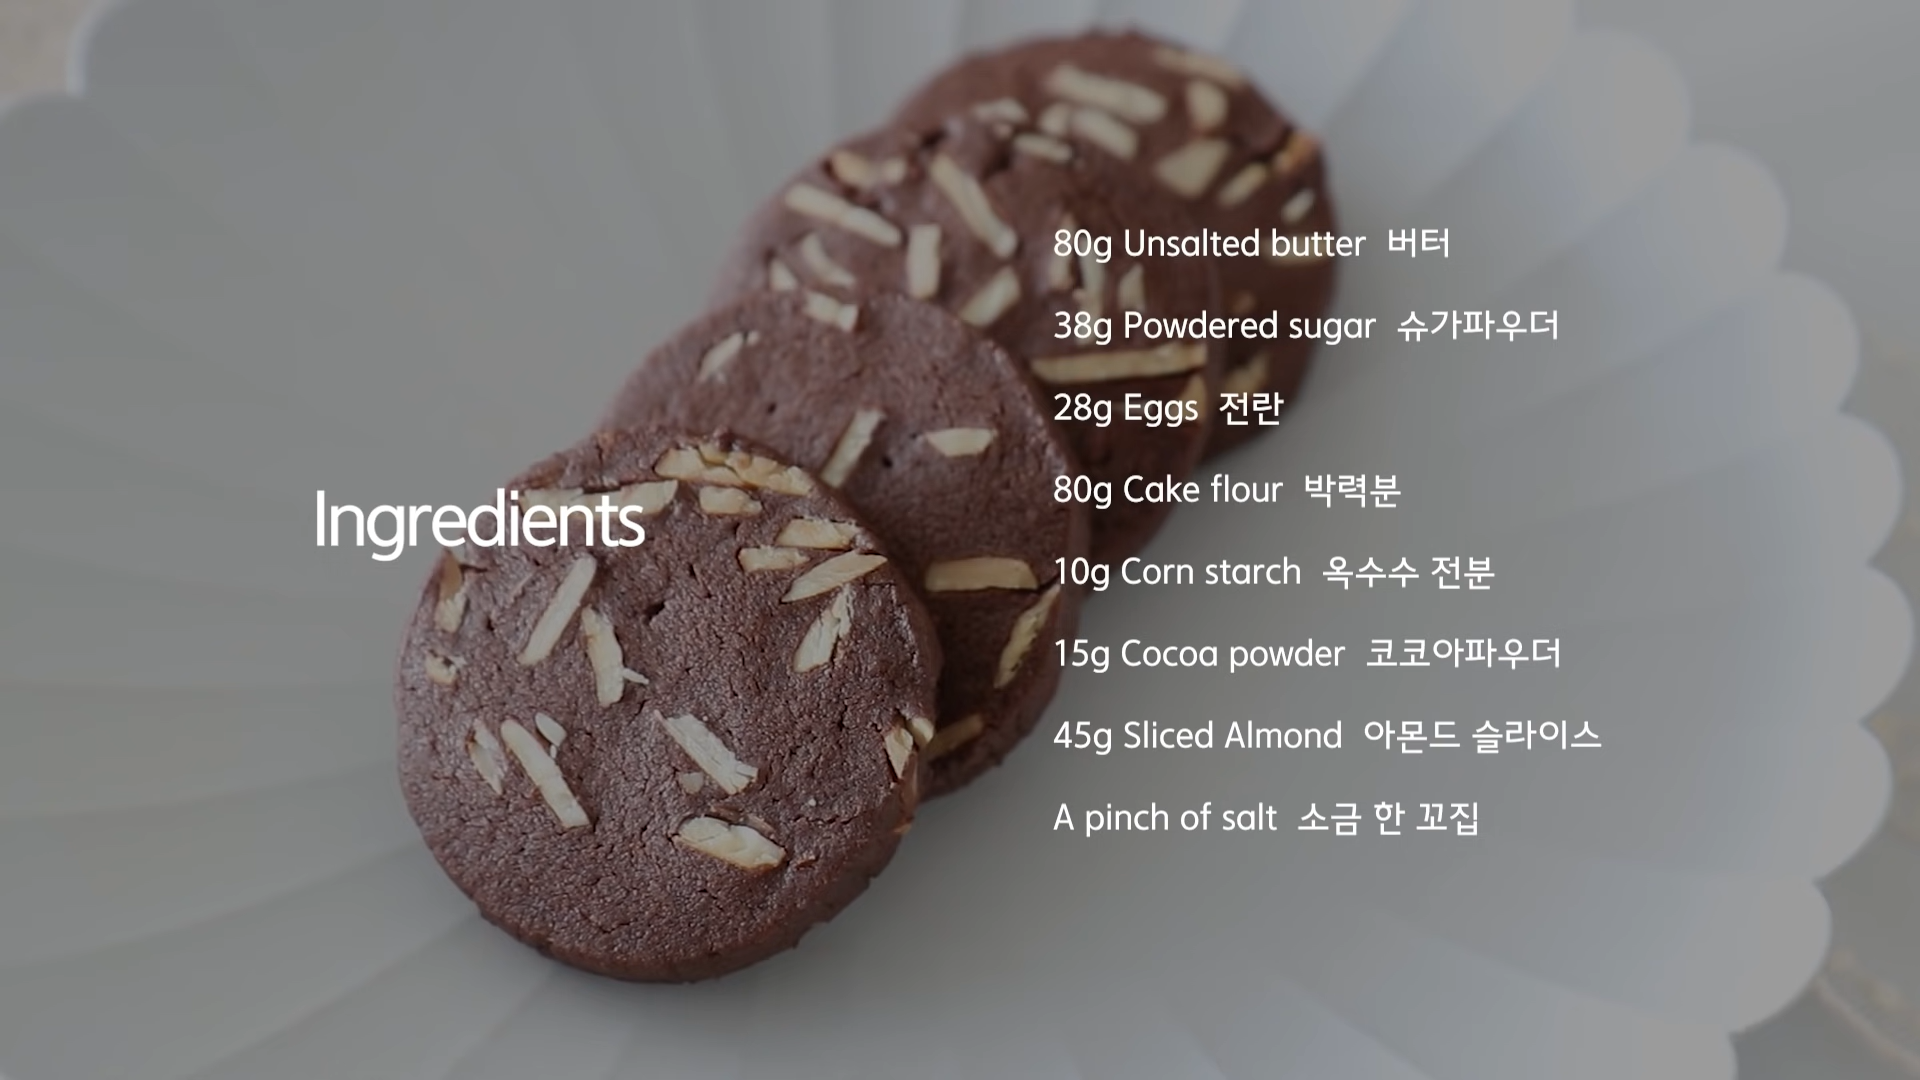 Ingredients
80g Unsalted butter 버터
38g Powdered sugar 슈가파우더
28g Eggs 전란
80g Cake flour 박력분
10g Corn starch 옥수수 전분
15g Cocoa powder 코코아파우더
45g Sliced Almond 아몬드 슬라이스
A pinch of salt 소금 한 꼬집